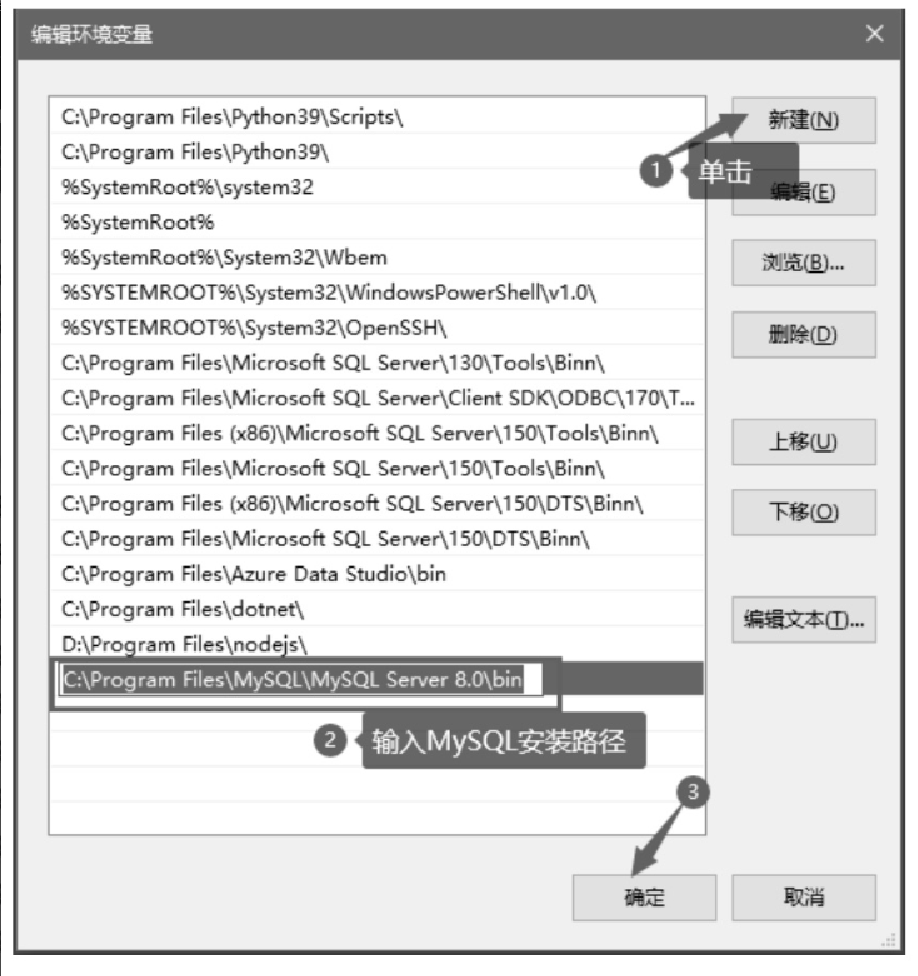 编辑环境变量
C:\Program Files\Python39\Scripts\
新建(N)
C:\Program Files\Python39\
1 单击
%SystemRoot%\system32
编辑(E)
%SystemRoot%
%SystemRoot%\System32\Wbem
浏览(B)...
%SYSTEMROOT%\System32\WindowsPowerShell\v1.0\
%SYSTEMROOT%\System32\OpenSSH\
删除(D)
C:\Program Files\Microsoft SQL Server\130\Tools\Binn\
C:\Program Files\Microsoft SQL Server\Client SDK\ODBC\170\T...
C:\Program Files (x86)\Microsoft SQL Server\150\Tools\Binn\
上移(U)
C:\Program Files\Microsoft SQL Server\150\Tools\Binn\
C:\Program Files (x86)\Microsoft SQL Server\150\DTS\Binn\
下移(O)
C:\Program Files\Microsoft SQL Server\150\DTS\Binn\
C:\Program Files\Azure Data Studio\bin
C:\Program Files\dotnet\
编辑文本(T)...
D:\Program Files\nodejs\
C:\Program Files\MySQL\MySQL Server 8.0\bin
2 输入MySQL安装路径
3
确定
取消